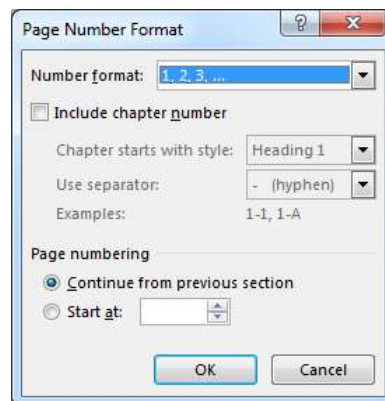 Page Number Format
Number format: 1, 2, 3, ...
Include chapter number
Chapter starts with style: Heading 1
Use separator: - (hyphen)
Examples: 1-1, 1-A
Page numbering
Continue from previous section
Start at:
OK Cancel